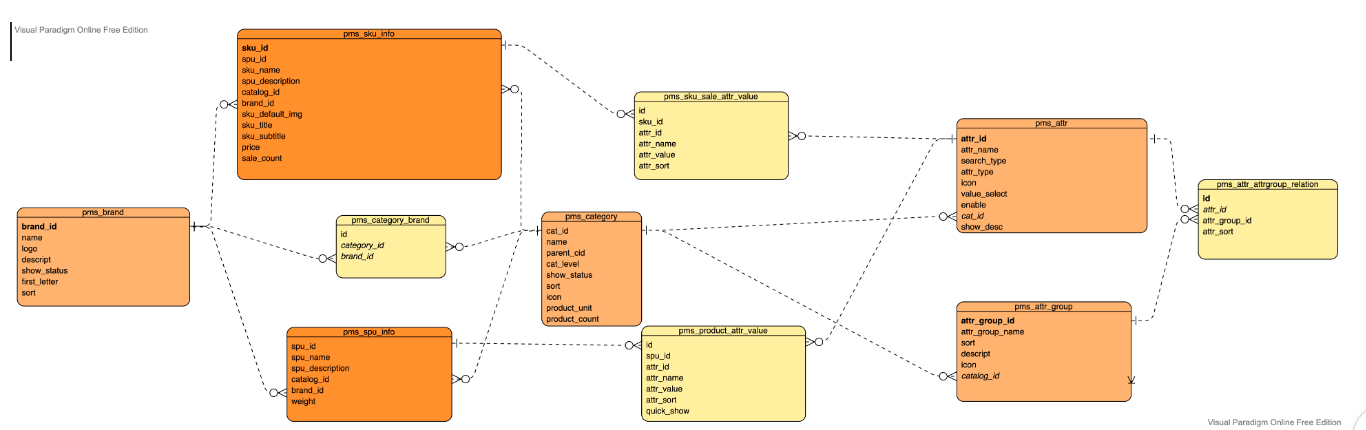 Visual Paradigm Online Free Edition
pms_sku_info
sku_id
spu_id
sku_name
spu_description
catalog_id
brand_id
sku_default_img
sku_title
sku_subtitle
price
sale_count
pms_sku_sale_attr_value
id
sku_id
attr_id
attr_name
attr_value
attr_sort
pms_attr
attr_id
attr_name
search_type
attr_type
icon
value_select
enable
cat_id
show_desc
pms_attr_attrgroup_relation
id
attr_id
attr_group_id
attr_sort
pms_brand
brand_id
name
logo
descript
show_status
first_letter
sort
pms_category_brand
id
category_id
brand_id
pms_category
cat_id
name
parent_cid
cat_level
show_status
sort
icon
product_unit
product_count
pms_spu_info
spu_id
spu_name
spu_description
catalog_id
brand_id
weight
pms_product_attr_value
id
spu_id
attr_id
attr_name
attr_value
attr_sort
quick_show
pms_attr_group
attr_group_id
attr_group_name
sort
descript
icon
catalog_id
Visual Paradigm Online Free Edition